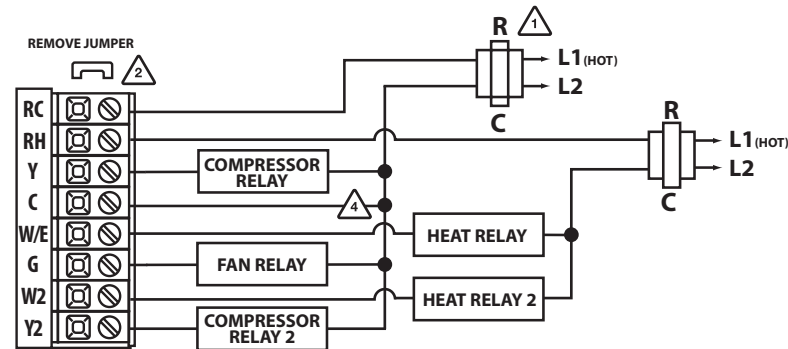 REMOVE JUMPER
2
R
1
L1(HOT)
L2
C
R
L1(HOT)
L2
C
RC
RH
Y
COMPRESSOR
RELAY
C
4
W/E
HEAT RELAY
G
FAN RELAY
W2
HEAT RELAY 2
Y2
COMPRESSOR
RELAY 2